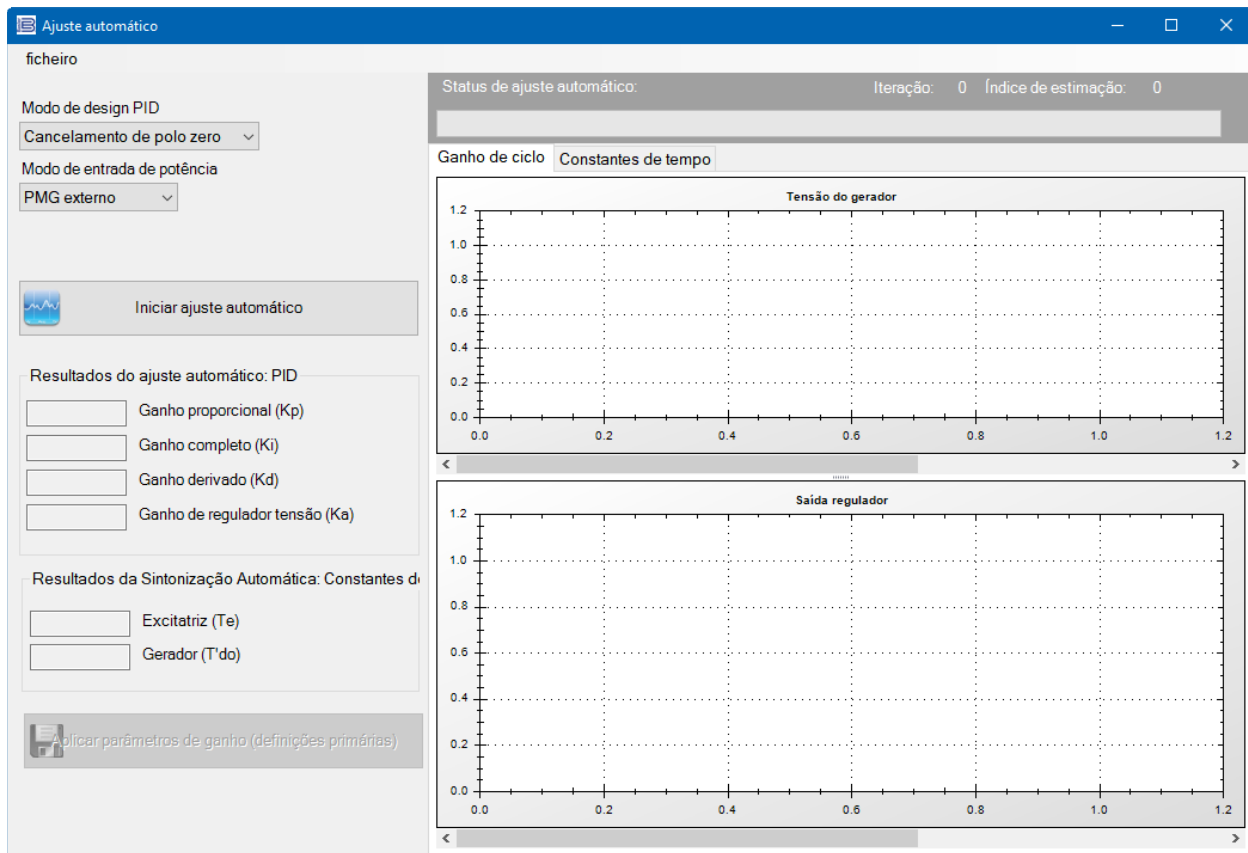 Ajuste automático
ficheiro
Modo de design PID
Cancelamento de polo zero
Modo de entrada de potência
PMG externo
Iniciar ajuste automático
Resultados do ajuste automático: PID
Ganho proporcional (Kp)
Ganho completo (Ki)
Ganho derivado (Kd)
Ganho de regulador tensão (Ka)
Resultados da Sintonização Automática: Constantes d
Excitatriz (Te)
Gerador (T'do)
Aplicar parâmetros de ganho (definições primárias)
Status de ajuste automático: Iteração: 0 Índice de estimação: 0
Ganho de ciclo Constantes de tempo
Tensão do gerador
1.2
1.0
0.8
0.6
0.4
0.2
0.0
0.0 0.2 0.4 0.6 0.8 1.0 1.2
Saída regulador
1.2
1.0
0.8
0.6
0.4
0.2
0.0
0.0 0.2 0.4 0.6 0.8 1.0 1.2